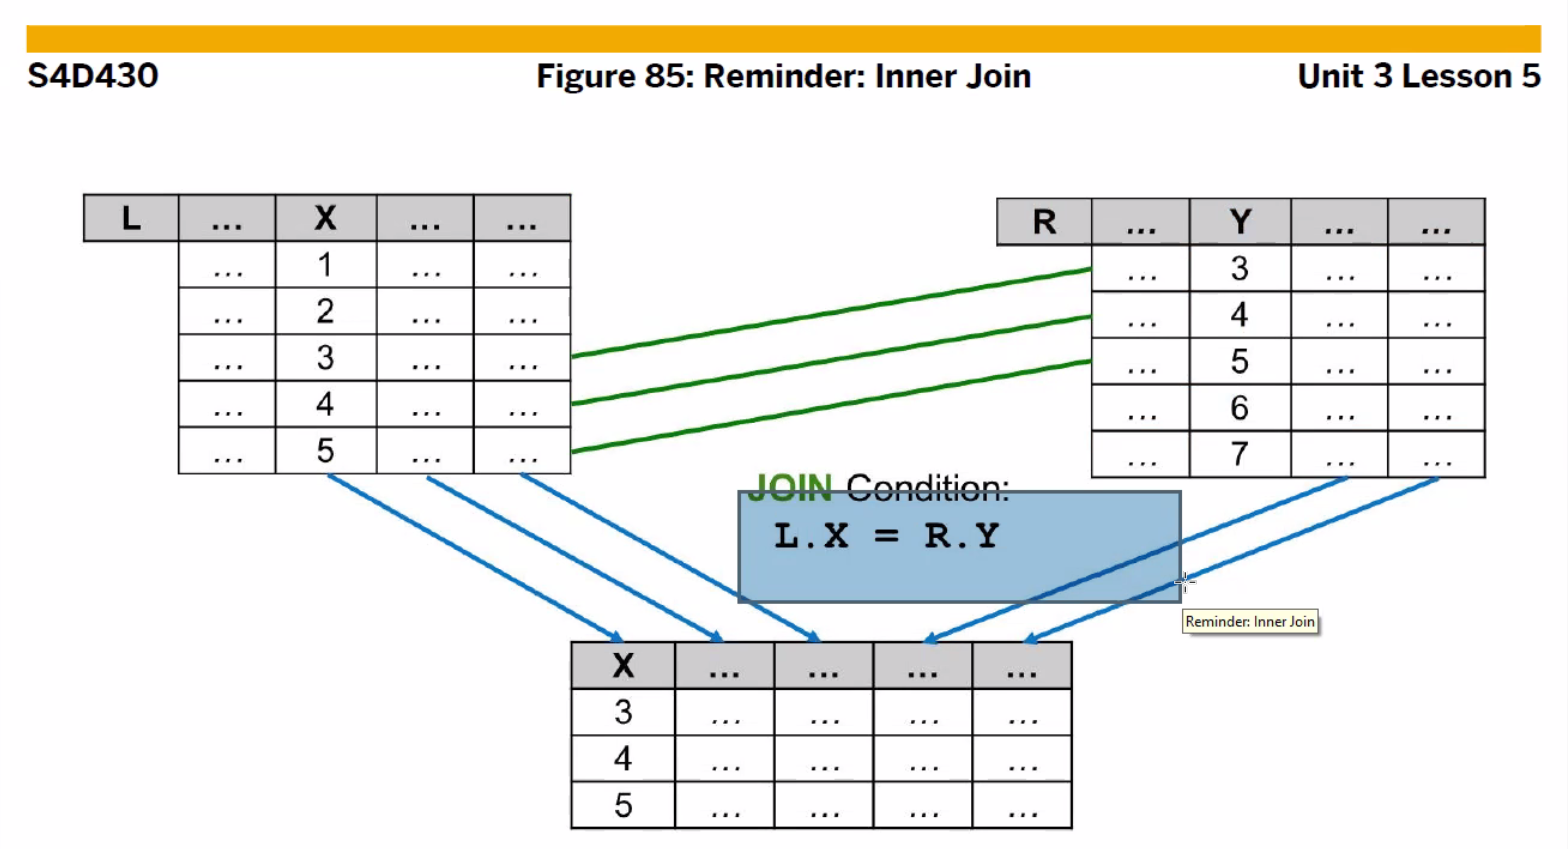 S4D430 Figure 85: Reminder: Inner Join Unit 3 Lesson 5
L ... X ... ...
... 1 ... ...
... 2 ... ...
... 3 ... ...
... 4 ... ...
... 5 ... ...
R ... Y ... ...
... 3 ... ...
... 4 ... ...
... 5 ... ...
... 6 ... ...
... 7 ... ...
JOIN Condition:
L.X = R.Y
Reminder: Inner Join
X ... ... ... ...
3 ... ... ... ...
4 ... ... ... ...
5 ... ... ... ...